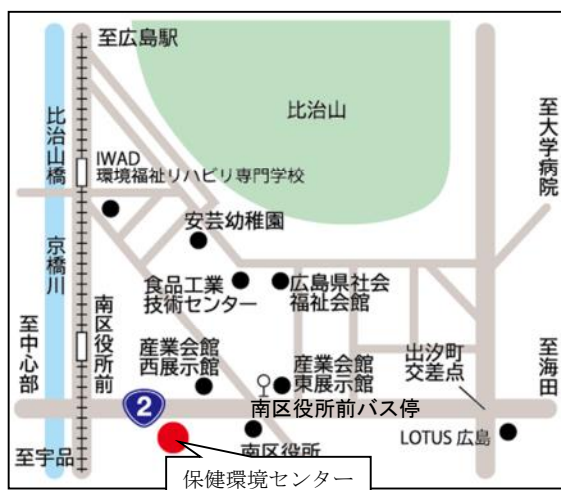 至広島駅
比治山
比治山橋
IWAD
環境福祉リハビリ専門学校
至大学病院
安芸幼稚園
京橋川
食品工業
技術センター
広島県社会
福祉会館
南区役所前
至中心部
産業会館
西展示館
産業会館
東展示館
出汐町
交差点
至海田
2
南区役所前バス停
南区役所
LOTUS 広島
至宇品
保健環境センター